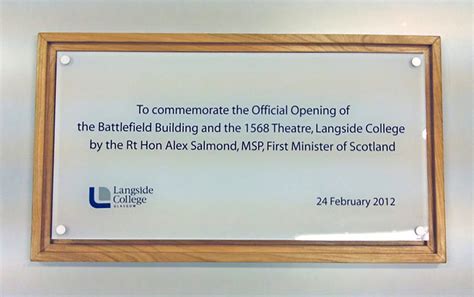 To commemorate the Official Opening of
the Battlefield Building and the 1568 Theatre, Langside College
by the Rt Hon Alex Salmond, MSP, First Minister of Scotland
Langside
College
GLASGOW
24 February 2012